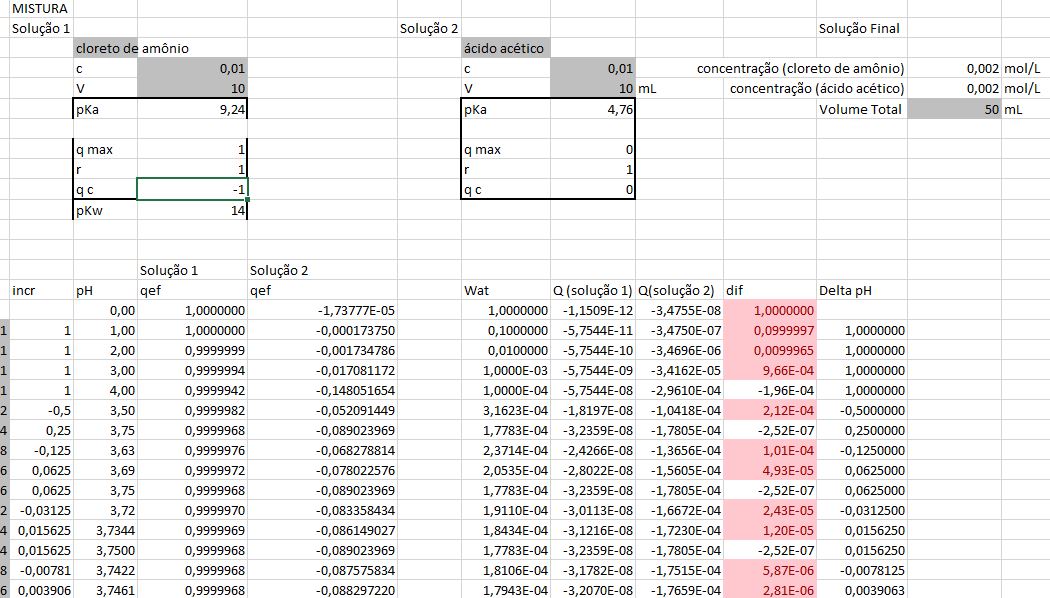 MISTURA
Solução 1 Solução 2 Solução Final
cloreto de amônio ácido acético
c 0,01 c 0,01 concentração (cloreto de amônio) 0,002 mol/L
V 10 V 10 mL concentração (ácido acético) 0,002 mol/L
pKa 9,24 pKa 4,76 Volume Total 50 mL
q max 1 q max 0
r 1 r 1
q c -1 q c 0
pKw 14
Solução 1 Solução 2
incr pH qef qef Wat Q (solução 1) Q(solução 2) dif Delta pH
0,00 1,0000000 -1,73777E-05 1,0000000 -1,1509E-12 -3,4755E-08 1,0000000
1 1 1,00 1,0000000 -0,000173750 0,1000000 -5,7544E-11 -3,4750E-07 0,0999997 1,0000000
1 1 2,00 0,9999999 -0,001734786 0,0100000 -5,7544E-10 -3,4696E-06 0,0099965 1,0000000
1 1 3,00 0,9999994 -0,017081172 1,0000E-03 -5,7544E-09 -3,4162E-05 9,66E-04 1,0000000
1 1 4,00 0,9999942 -0,148051654 1,0000E-04 -5,7544E-08 -2,9610E-04 -1,96E-04 1,0000000
2 -0,5 3,50 0,9999982 -0,052091449 3,1623E-04 -1,8197E-08 -1,0418E-04 2,12E-04 -0,5000000
4 0,25 3,75 0,9999968 -0,089023969 1,7783E-04 -3,2359E-08 -1,7805E-04 -2,52E-07 0,2500000
8 -0,125 3,63 0,9999976 -0,068278814 2,3714E-04 -2,4266E-08 -1,3656E-04 1,01E-04 -0,1250000
6 0,0625 3,69 0,9999972 -0,078022576 2,0535E-04 -2,8022E-08 -1,5605E-04 4,93E-05 0,0625000
6 0,0625 3,75 0,9999968 -0,089023969 1,7783E-04 -3,2359E-08 -1,7805E-04 -2,52E-07 0,0625000
2 -0,03125 3,72 0,9999970 -0,083358434 1,9110E-04 -3,0113E-08 -1,6672E-04 2,43E-05 -0,0312500
4 0,015625 3,7344 0,9999969 -0,086149027 1,8434E-04 -3,1216E-08 -1,7230E-04 1,20E-05 0,0156250
4 0,015625 3,7500 0,9999968 -0,089023969 1,7783E-04 -3,2359E-08 -1,7805E-04 -2,52E-07 0,0156250
8 -0,00781 3,7422 0,9999968 -0,087575834 1,8106E-04 -3,1782E-08 -1,7515E-04 5,87E-06 -0,0078125
6 0,003906 3,7461 0,9999968 -0,088297220 1,7943E-04 -3,2070E-08 -1,7659E-04 2,81E-06 0,0039063